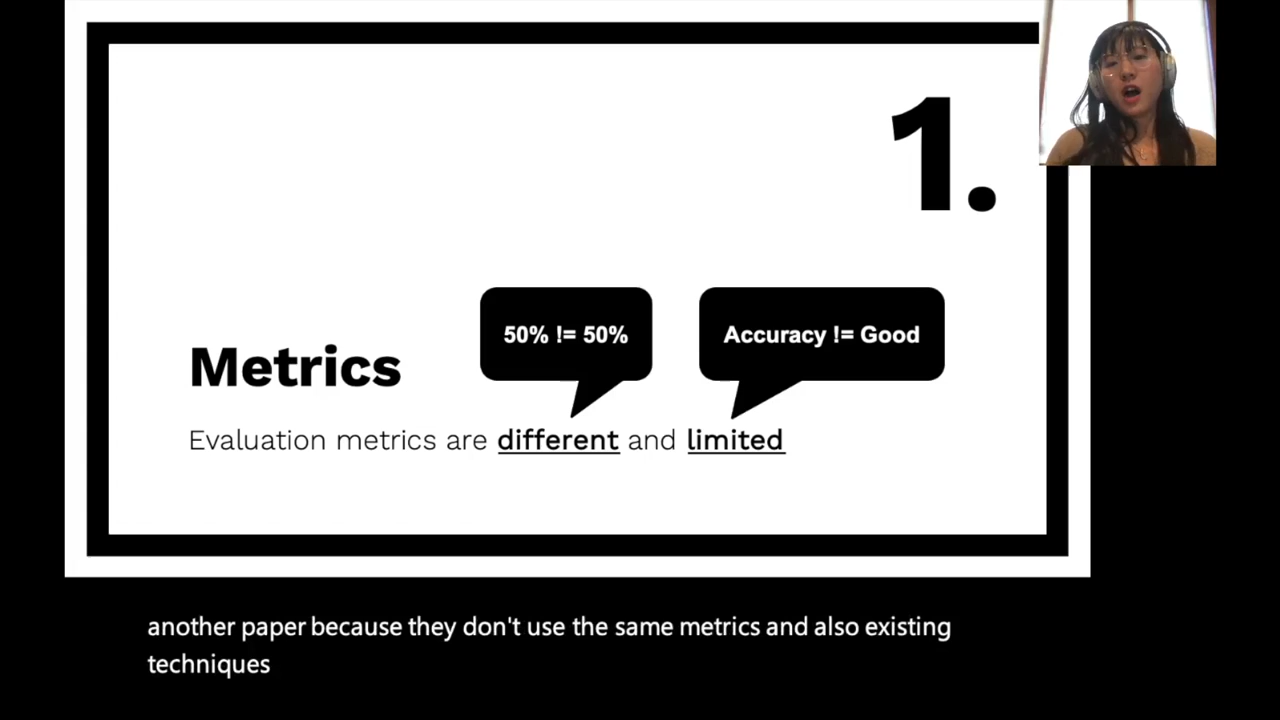 1.
50% != 50%
Accuracy != Good
Metrics
Evaluation metrics are different and limited
another paper because they don't use the same metrics and also existing
techniques